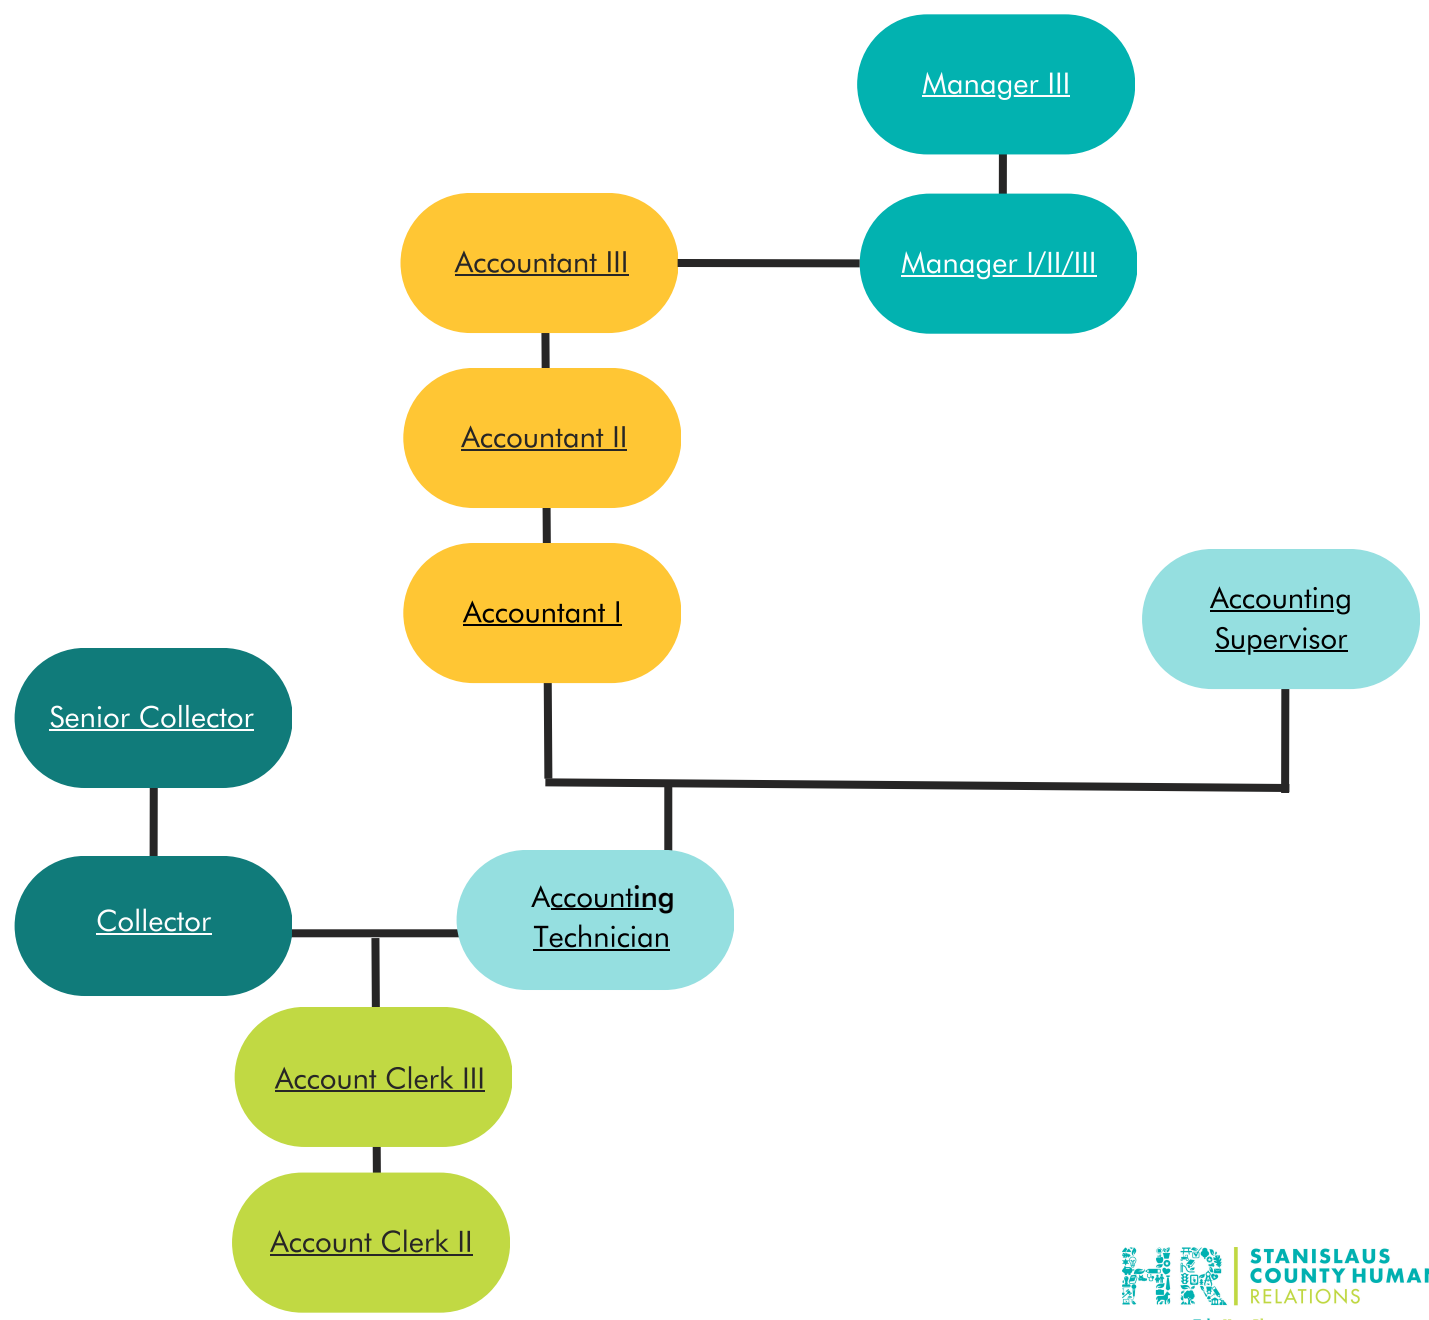 Manager III
Accountant III
Manager I/II/III
Accountant II
Accountant I
Accounting
Supervisor
Senior Collector
Collector
Accounting
Technician
Account Clerk III
Account Clerk II
HR
STANISLAUS
COUNTY HUMAN
RELATIONS